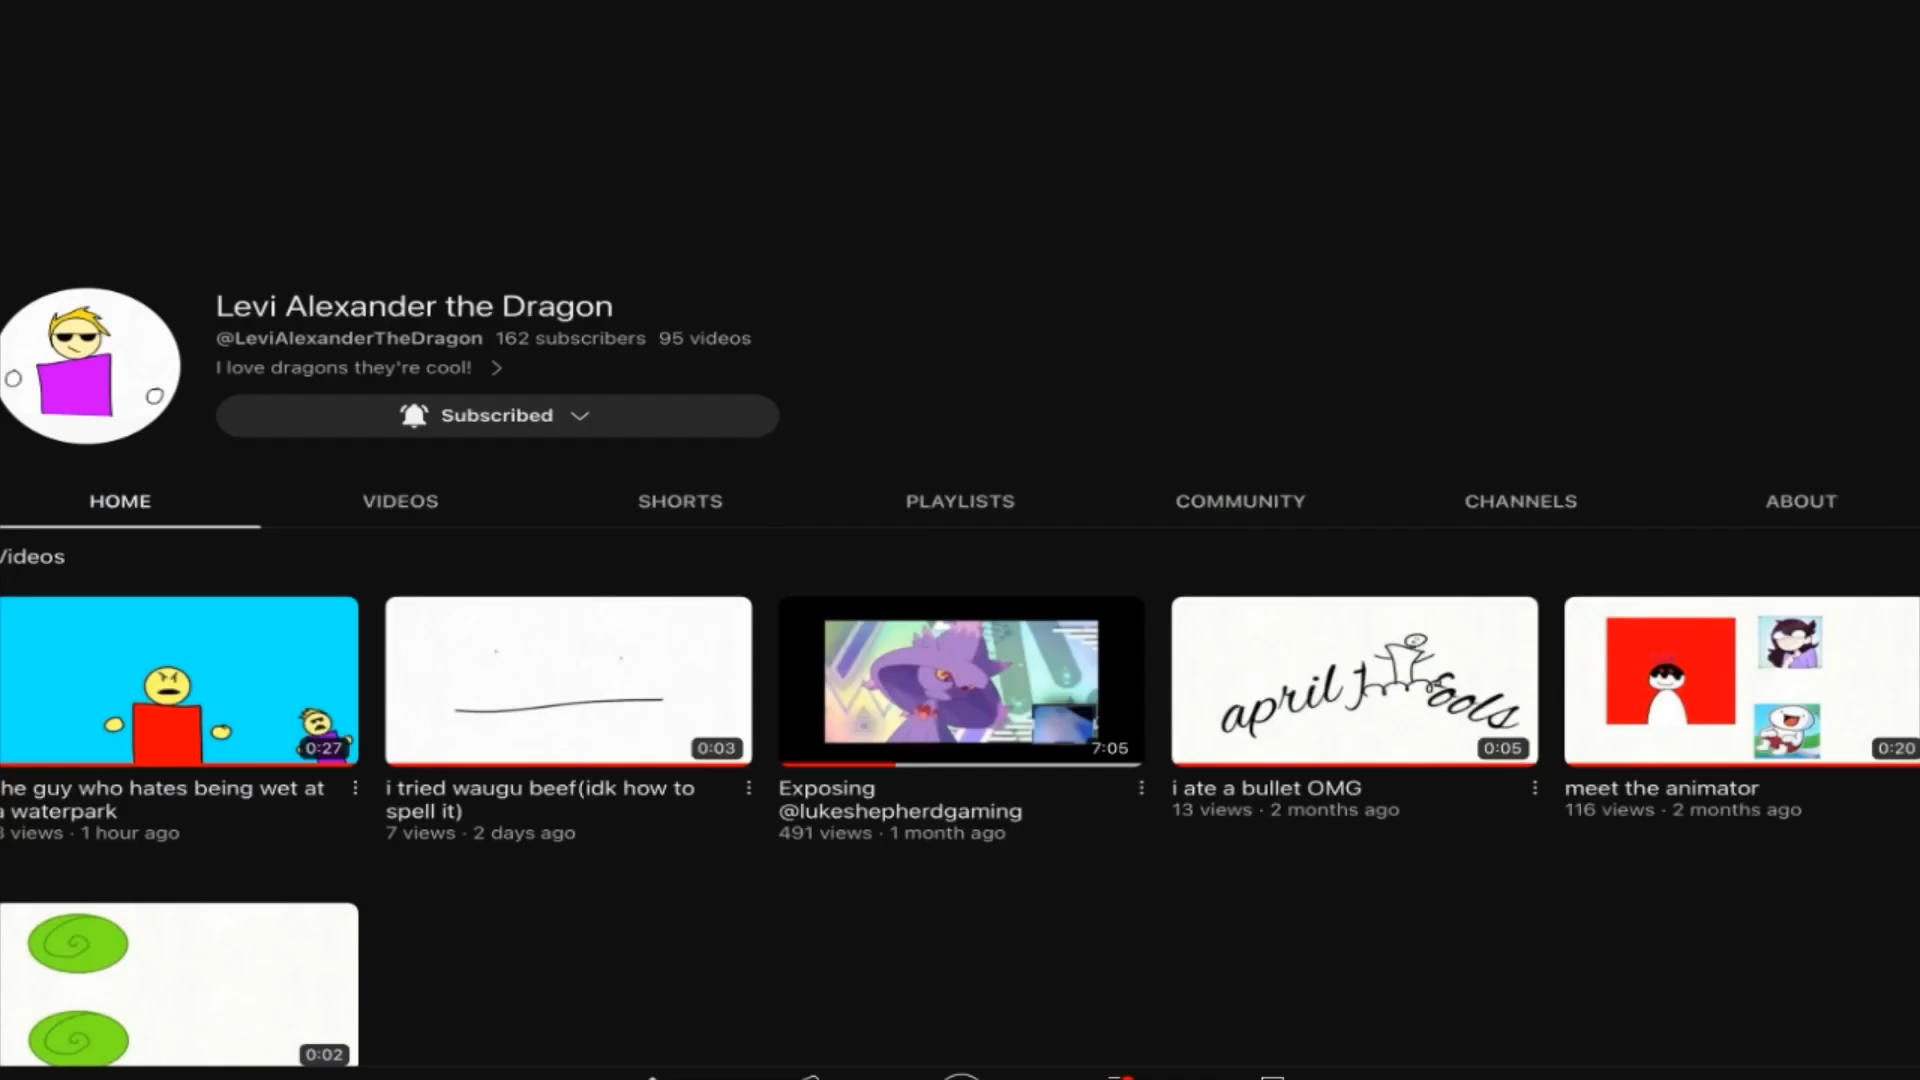 Levi Alexander the Dragon
@LeviAlexanderTheDragon 162 subscribers 95 videos
I love dragons they're cool!
Subscribed
HOME VIDEOS SHORTS PLAYLISTS COMMUNITY CHANNELS ABOUT
Videos
april fools
0:27 0:03 7:05 0:05 0:20
he guy who hates being wet at
a waterpark
views · 1 hour ago
i tried waugu beef(idk how to
spell it)
7 views · 2 days ago
Exposing
@lukeshepherdgaming
491 views · 1 month ago
i ate a bullet OMG
13 views · 2 months ago
meet the animator
116 views · 2 months ago
0:02